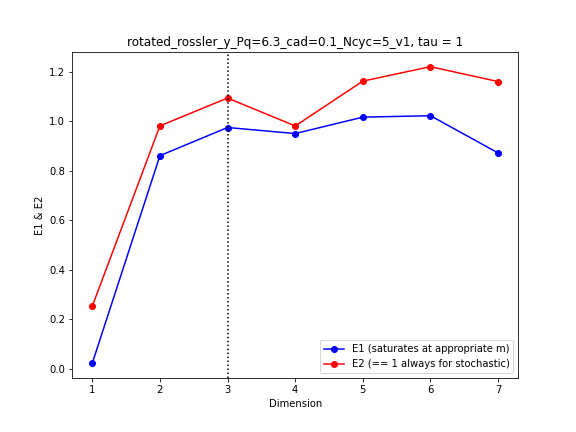 rotated_rossler_y_Pq=6.3_cad=0.1_Ncyc=5_v1, tau = 1
E1 & E2
1.2
1.0
0.8
0.6
0.4
0.2
0.0
E1 (saturates at appropriate m)
E2 (== 1 always for stochastic)
1 2 3 4 5 6 7
Dimension